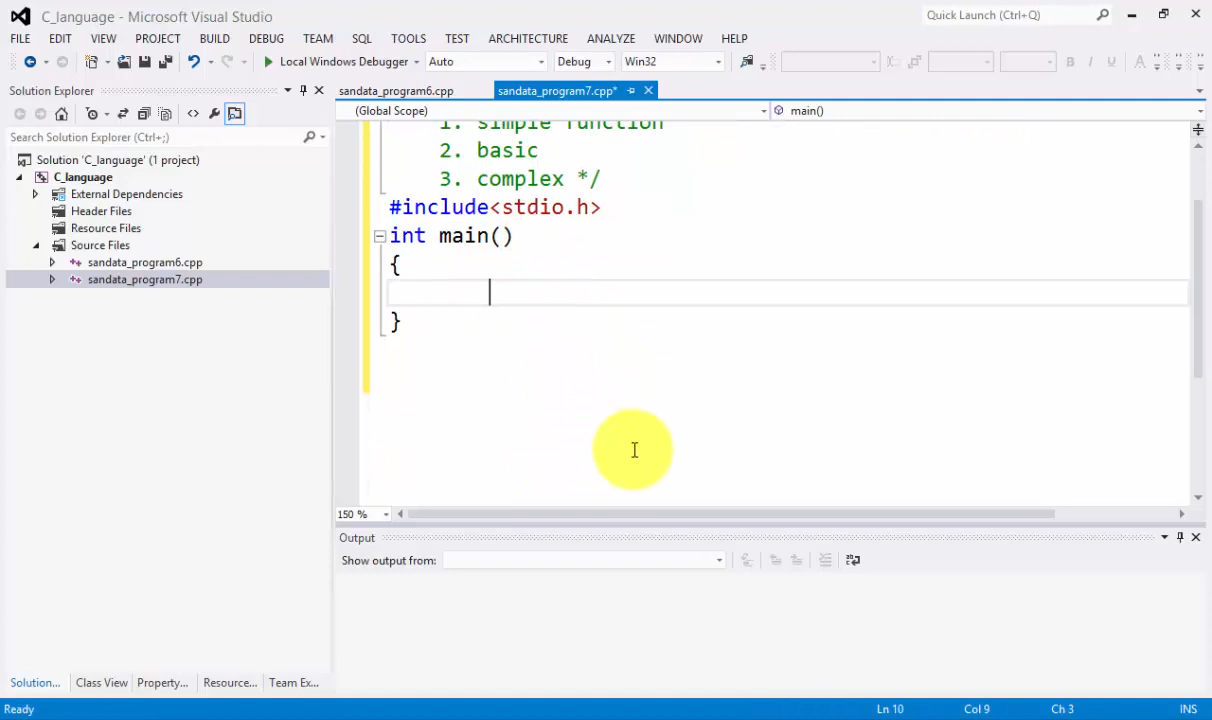 C_language - Microsoft Visual Studio
Quick Launch (Ctrl+Q)
FILE EDIT VIEW PROJECT BUILD DEBUG TEAM SQL TOOLS TEST ARCHITECTURE ANALYZE WINDOW HELP
Local Windows Debugger Auto Debug Win32 A B I U
Solution Explorer
sandata_program6.cpp sandata_program7.cpp*
(Global Scope) main()
Search Solution Explorer (Ctrl+;)
Solution 'C_language' (1 project)
C_language
External Dependencies
Header Files
Resource Files
Source Files
sandata_program6.cpp
sandata_program7.cpp
1. simple function
2. basic
3. complex */
#include<stdio.h>
int main()
{
}
150 %
Output
Show output from:
Solution... Class View Property... Resource... Team Ex...
Ready Ln 10 Col 9 Ch 3 INS